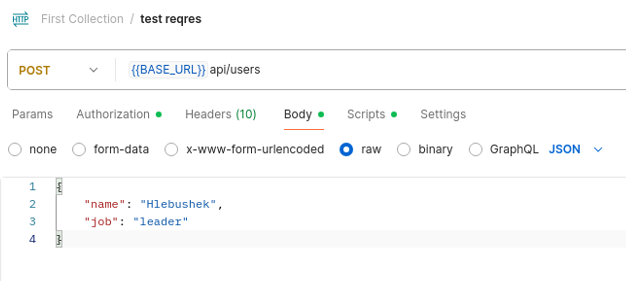 HTTP First Collection / test reqres
POST {{BASE_URL}} api/users
Params Authorization Headers (10) Body Scripts Settings
none form-data x-www-form-urlencoded raw binary GraphQL JSON
1 {
2 "name": "Hlebushek",
3 "job": "leader"
4 }